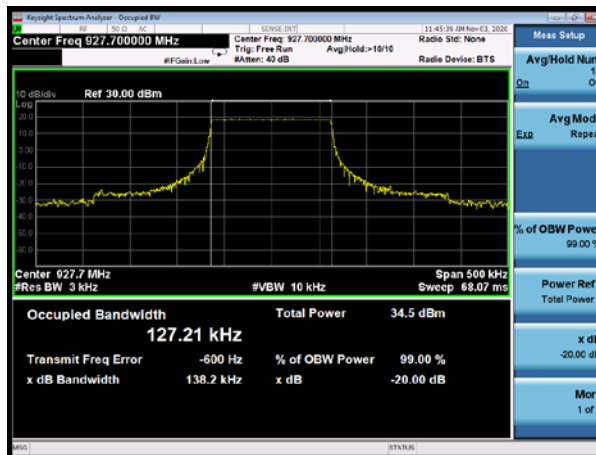 Keysight Spectrum Analyzer - Occupied BW
RF 50 Ω AC SENSE:INT 11:45:36 AM Nov 03, 2020
Center Freq 927.700000 MHz
Center Freq: 927.700000 MHz Radio Std: None
Trig: Free Run Avg|Hold:>10/10
#IFGain:Low #Atten: 40 dB Radio Device: BTS
10 dB/div Ref 30.00 dBm
Log
20.0
10.0
0.00
-10.0
-20.0
-30.0
-40.0
-50.0
-60.0
Center 927.7 MHz Span 500 kHz
#Res BW 3 kHz #VBW 10 kHz Sweep 68.07 ms
Occupied Bandwidth Total Power 34.5 dBm
127.21 kHz
Transmit Freq Error -600 Hz % of OBW Power 99.00 %
x dB Bandwidth 138.2 kHz x dB -20.00 dB
MSG STATUS
Meas Setup
Avg/Hold Num
1
On O
Avg Mod
Exp Repea
% of OBW Powe
99.00 %
Power Ref
Total Power
x d
-20.00 d
Mor
1 of